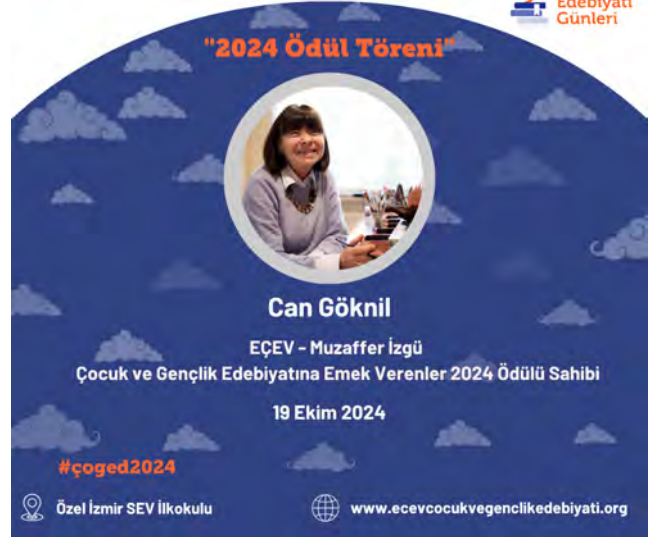 Edebiyatı
Günleri
"2024 Ödül Töreni"
Can Göknil
EÇEV - Muzaffer İzgü
Çocuk ve Gençlik Edebiyatına Emek Verenler 2024 Ödülü Sahibi
19 Ekim 2024
#çoged2024
Özel İzmir SEV İlkokulu
www.ecevcocukvegenclikedebiyati.org